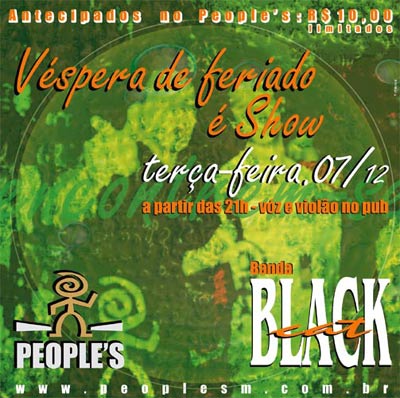 Antecipados no People's: R$10,00
limitados
Véspera de feriado
é Show
terça-feira, 07/12
a partir das 21h - vóz e violão no pub
Banda
BLACK
cat
PEOPLE'S
www.peoplesm.com.br